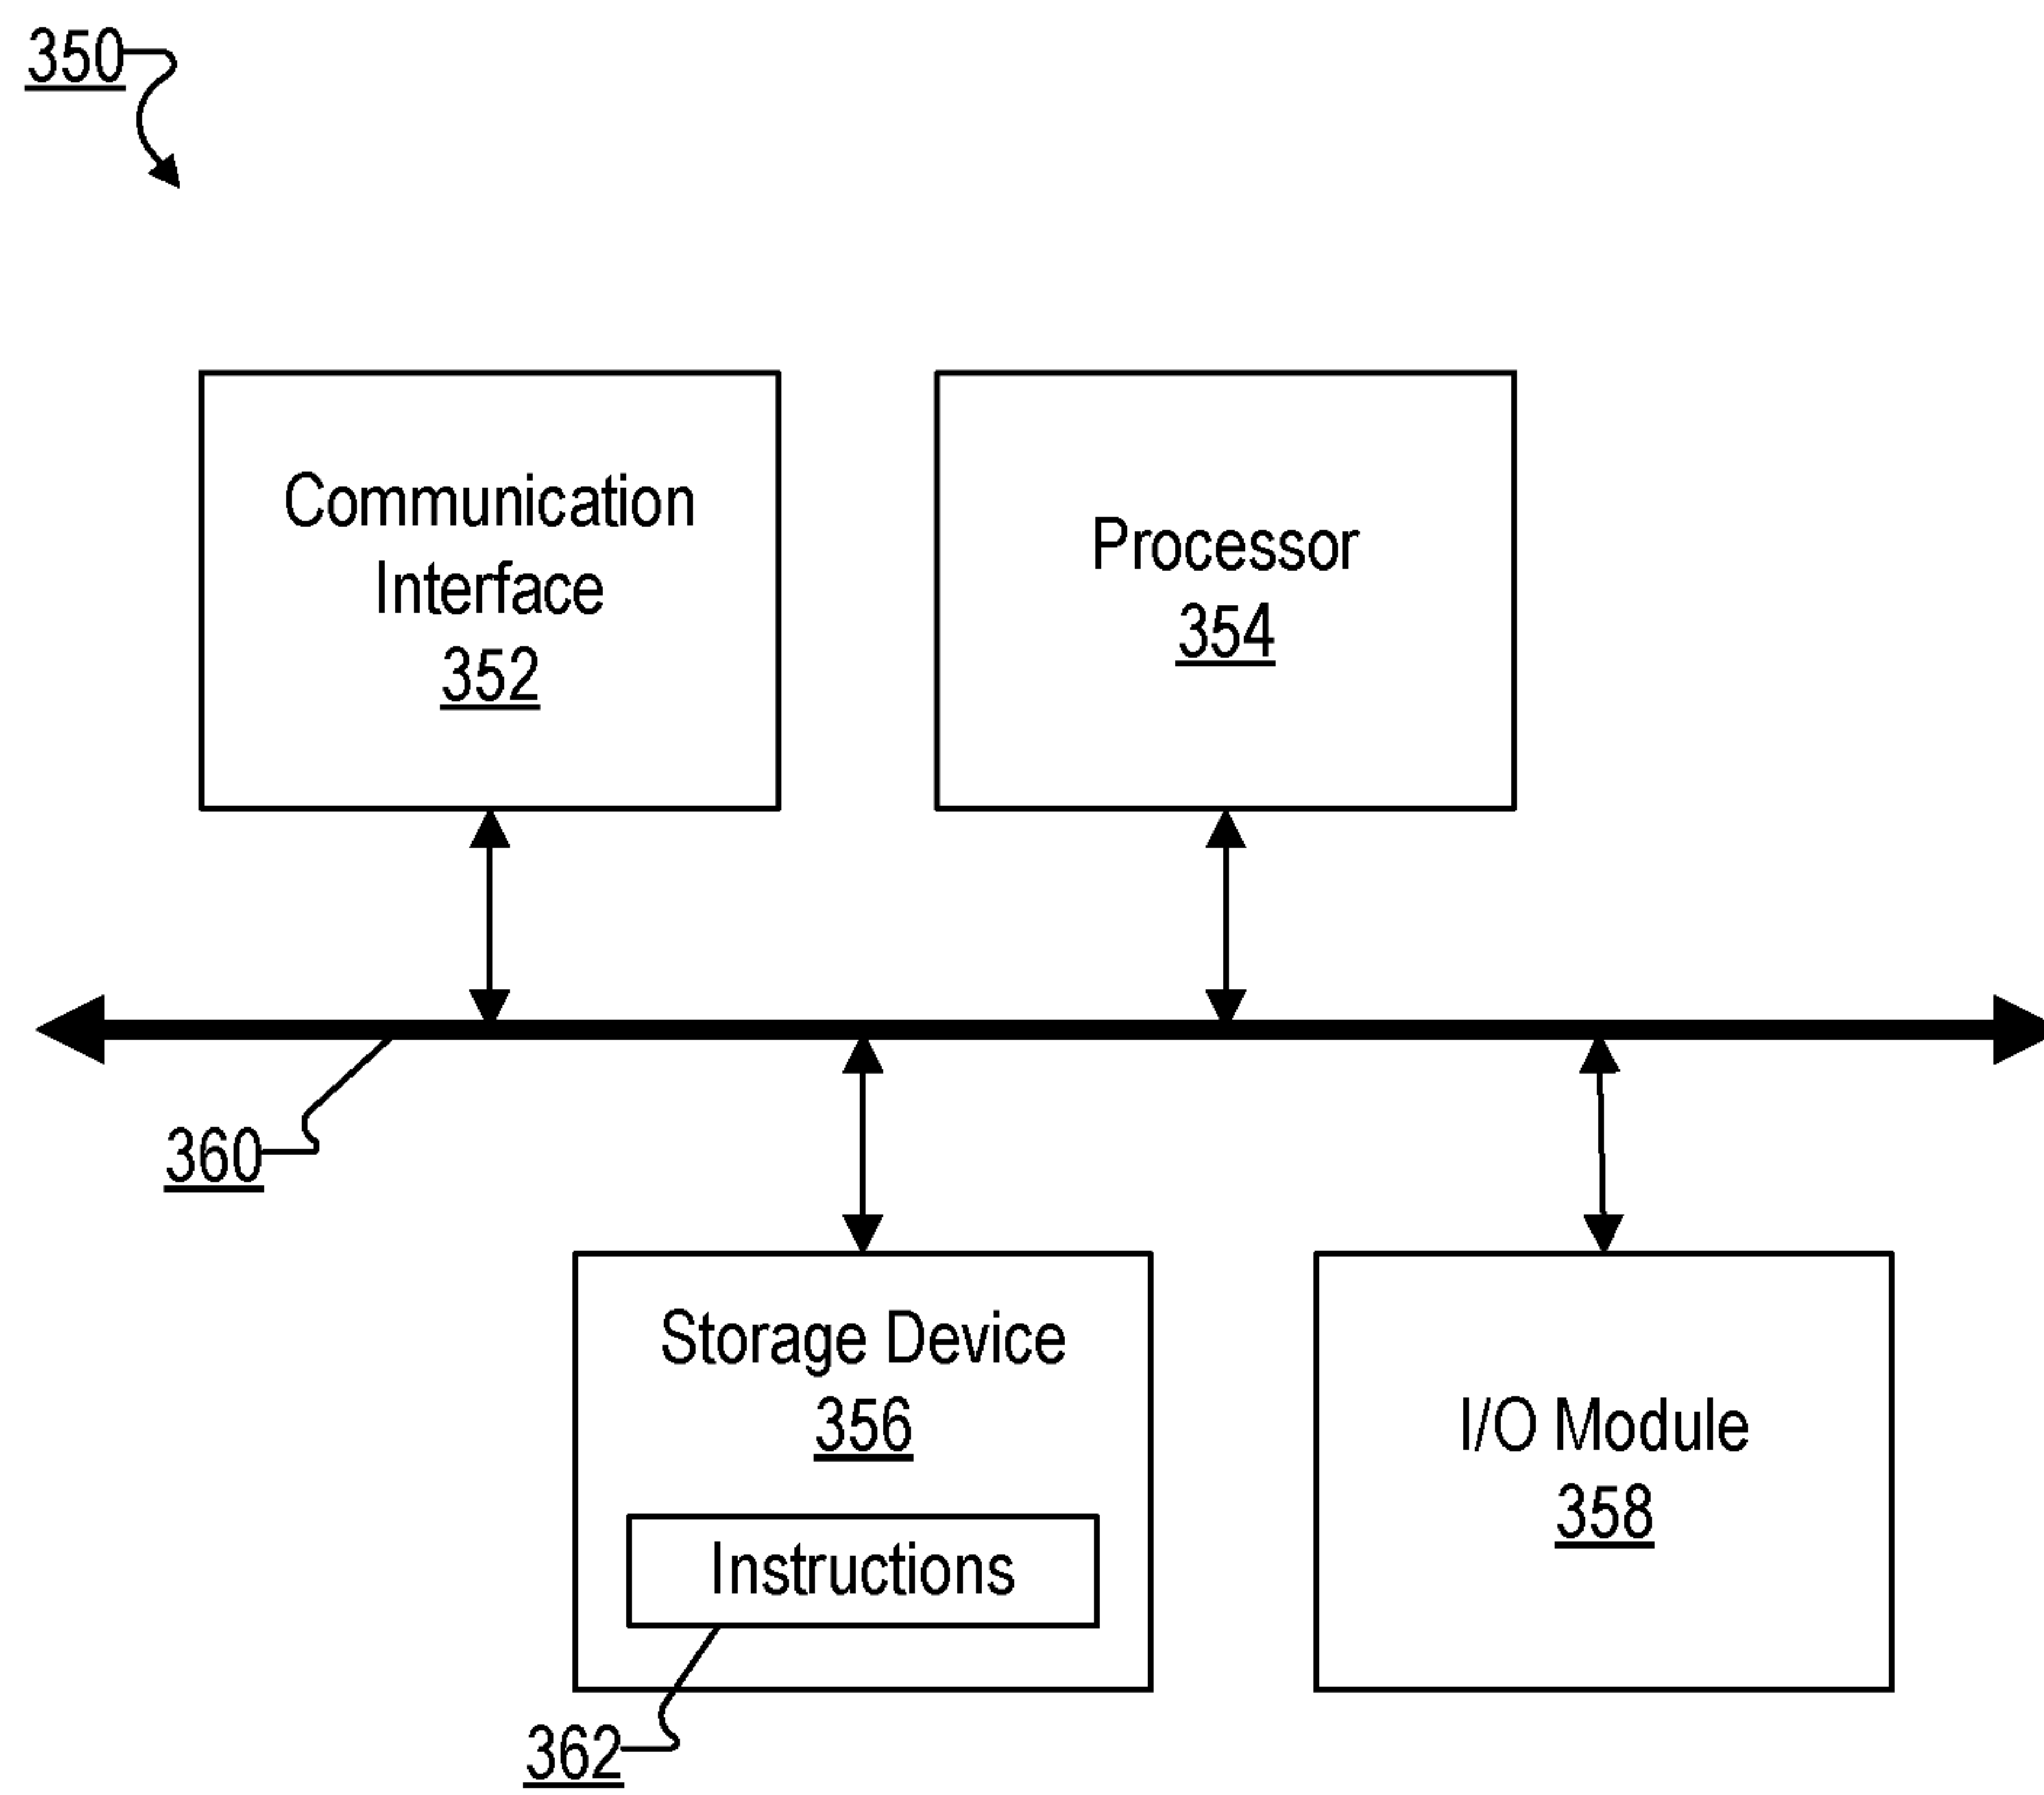 350
Communication
Interface
352
Processor
354
360
Storage Device
356
Instructions
362
I/O Module
358